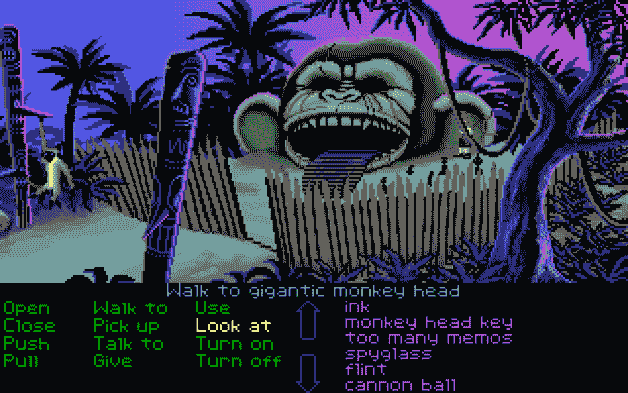 Walk to gigantic monkey head
Open Walk to Use ink
Close Pick up Look at monkey head key
Push Talk to Turn on too many memos
Pull Give Turn off spyglass
flint
cannon ball